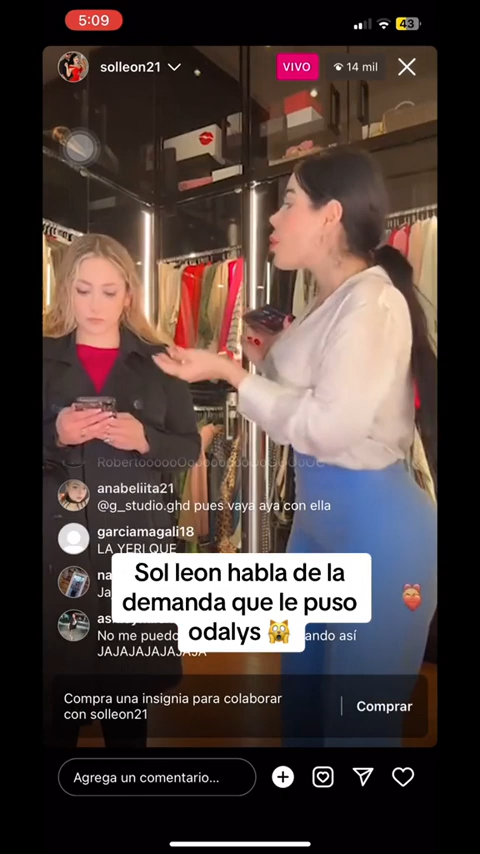 5:09
43
solleon21
VIVO
14 mil
anabeliita21
@g_studio.ghd pues vaya aya con ella
garciamagali18
LA YERI QUE
Sol leon habla de la
demanda que le puso
odalys 🙀
No me puedo
ando así
JAJAJAJAJAJAJA
Compra una insignia para colaborar
con solleon21
Comprar
Agrega un comentario...